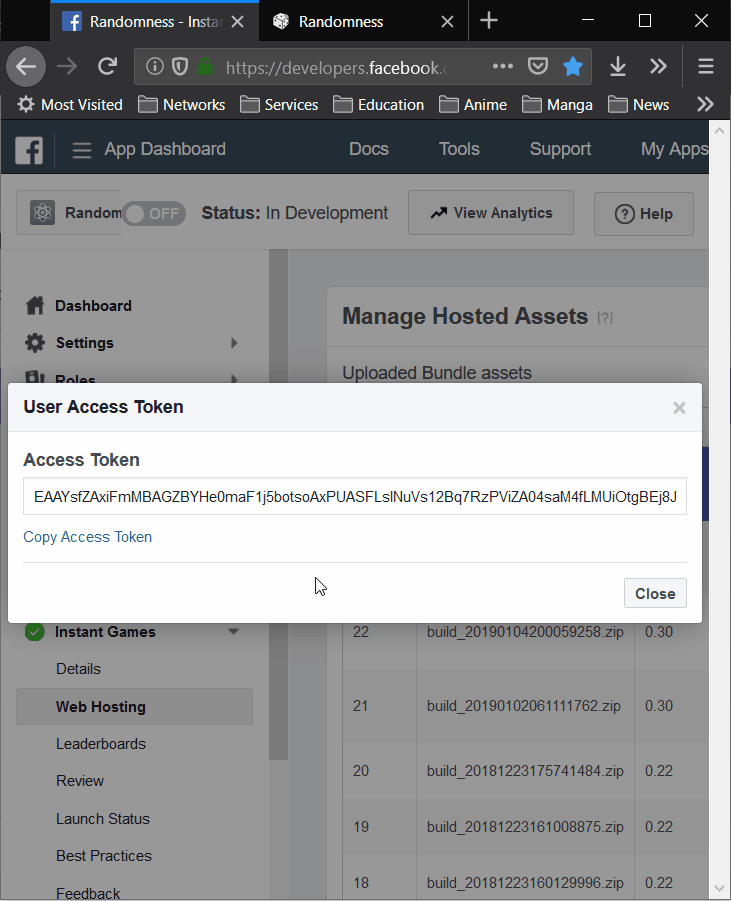 Randomness - Insta
Randomness
https://developers.facebook.c
Most Visited Networks Services Education Anime Manga News
App Dashboard Docs Tools Support My Apps
Random OFF Status: In Development View Analytics Help
Dashboard
Settings
Roles
Manage Hosted Assets [?]
Uploaded Bundle assets
User Access Token
Access Token
EAAYsfZAxiFmMBAGZBYHe0maF1j5botsoAxPUASFLslNuVs12Bq7RzPViZA04saM4fLMUiOtgBEj8J
Copy Access Token
Close
Instant Games
Details
Web Hosting
Leaderboards
Review
Launch Status
Best Practices
Feedback
22 build_20190104200059258.zip 0.30
21 build_20190102061111762.zip 0.30
20 build_20181223175741484.zip 0.22
19 build_20181223161008875.zip 0.22
18 build_20181223160129996.zip 0.22